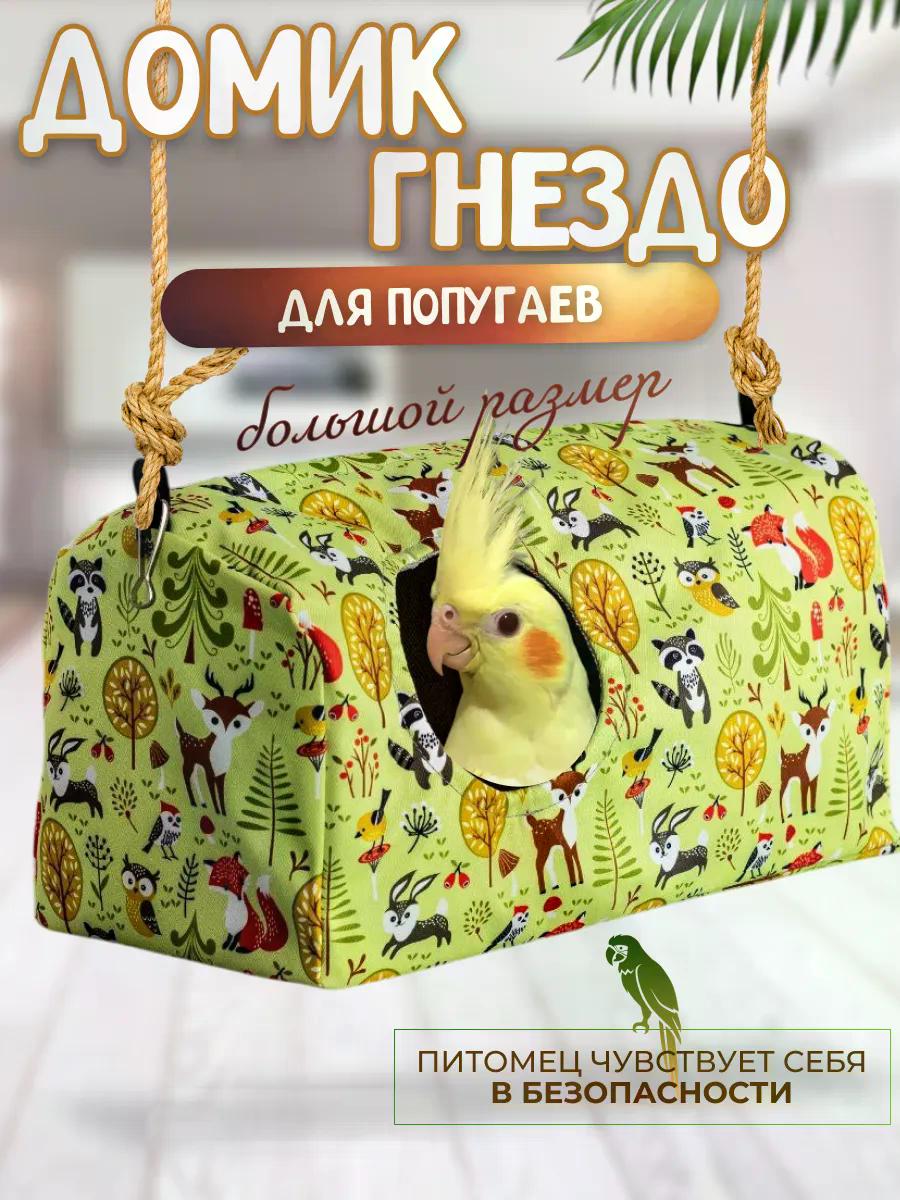 ДОМИК
ГНЕЗДО
ДЛЯ ПОПУГАЕВ
большой размер
ПИТОМЕЦ ЧУВСТВУЕТ СЕБЯ
В БЕЗОПАСНОСТИ